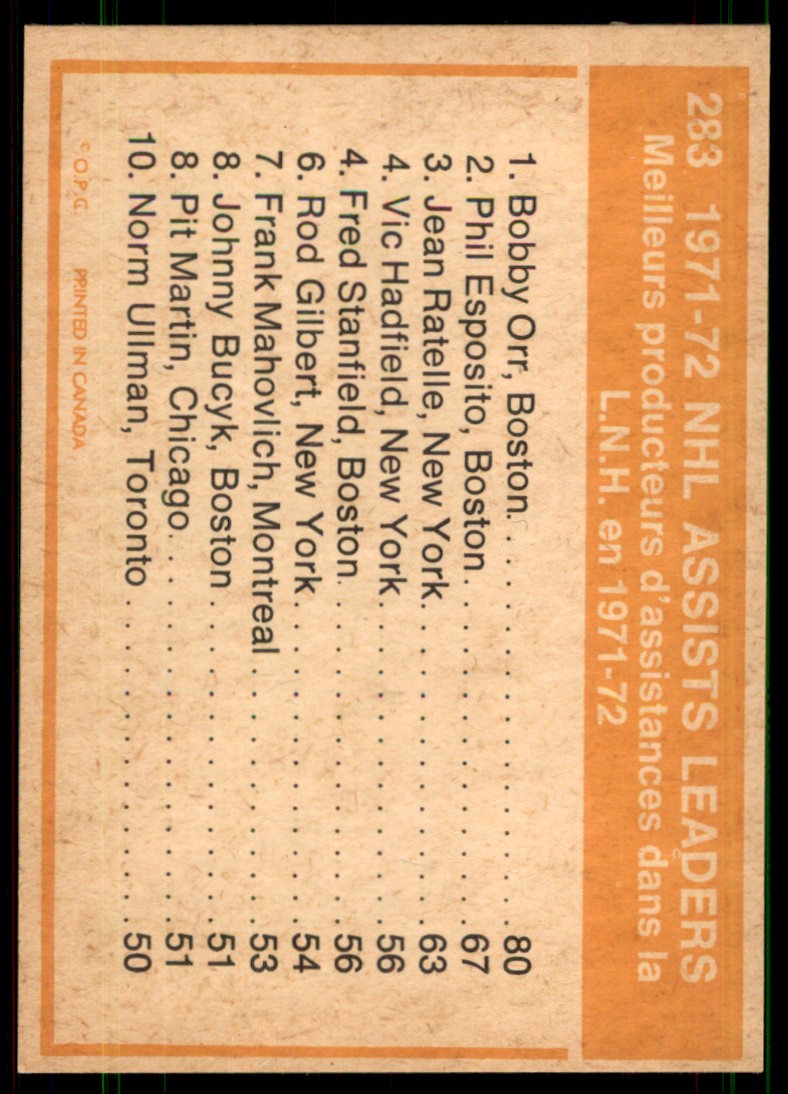 283 1971-72 NHL ASSISTS LEADERS
Meilleurs producteurs d'assistances dans la
L.N.H. en 1971-72
1. Bobby Orr, Boston. . . . . . . . . . . . . . . . . .80
2. Phil Esposito, Boston. . . . . . . . . . . . . . . .67
3. Jean Ratelle, New York. . . . . . . . . . . . . . .63
4. Vic Hadfield, New York. . . . . . . . . . . . . . .56
4. Fred Stanfield, Boston. . . . . . . . . . . . . . .56
6. Rod Gilbert, New York. . . . . . . . . . . . . . .54
7. Frank Mahovlich, Montreal. . . . . . . . . . . . .53
8. Johnny Bucyk, Boston . . . . . . . . . . . . . . .51
8. Pit Martin, Chicago. . . . . . . . . . . . . . . . .51
10. Norm Ullman, Toronto . . . . . . . . . . . . . . .50
© O.P.C. PRINTED IN CANADA